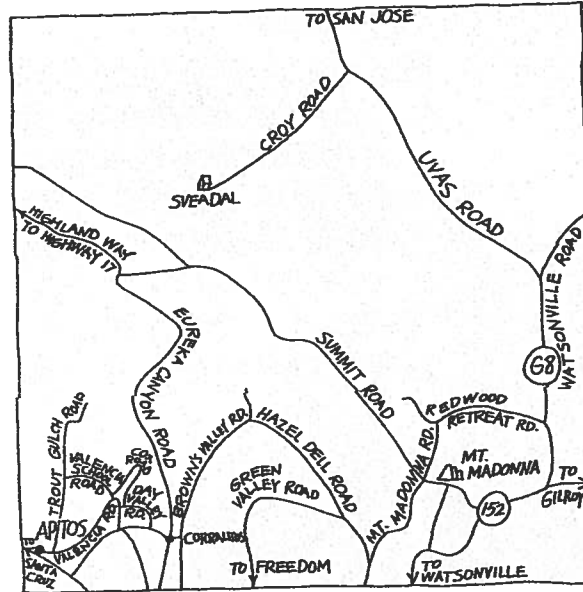 TO SAN JOSE
CROY ROAD
SVEADAL
UVAS ROAD
WATSONVILLE ROAD
HIGHLAND WAY
TO HIGHWAY 17
EUREKA CANYON ROAD
SUMMIT ROAD
G8
REDWOOD
RETREAT RD.
TROUT GULCH ROAD
VALENCIA
SCHOOL
ROAD
COX
RD
DAY
VALLEY
RD.
BROWN'S VALLEY RD.
HAZEL DELL ROAD
GREEN
VALLEY ROAD
MT. MADONNA RD.
MT.
MADONNA
TO
GILROY
152
APTOS
VALENCIA RD.
CORRALITOS
TO
SANTA
CRUZ
TO FREEDOM
TO
WATSONVILLE